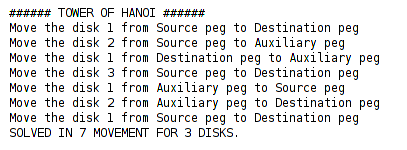 ###### TOWER OF HANOI ######
Move the disk 1 from Source peg to Destination peg
Move the disk 2 from Source peg to Auxiliary peg
Move the disk 1 from Destination peg to Auxiliary peg
Move the disk 3 from Source peg to Destination peg
Move the disk 1 from Auxiliary peg to Source peg
Move the disk 2 from Auxiliary peg to Destination peg
Move the disk 1 from Source peg to Destination peg
SOLVED IN 7 MOVEMENT FOR 3 DISKS.